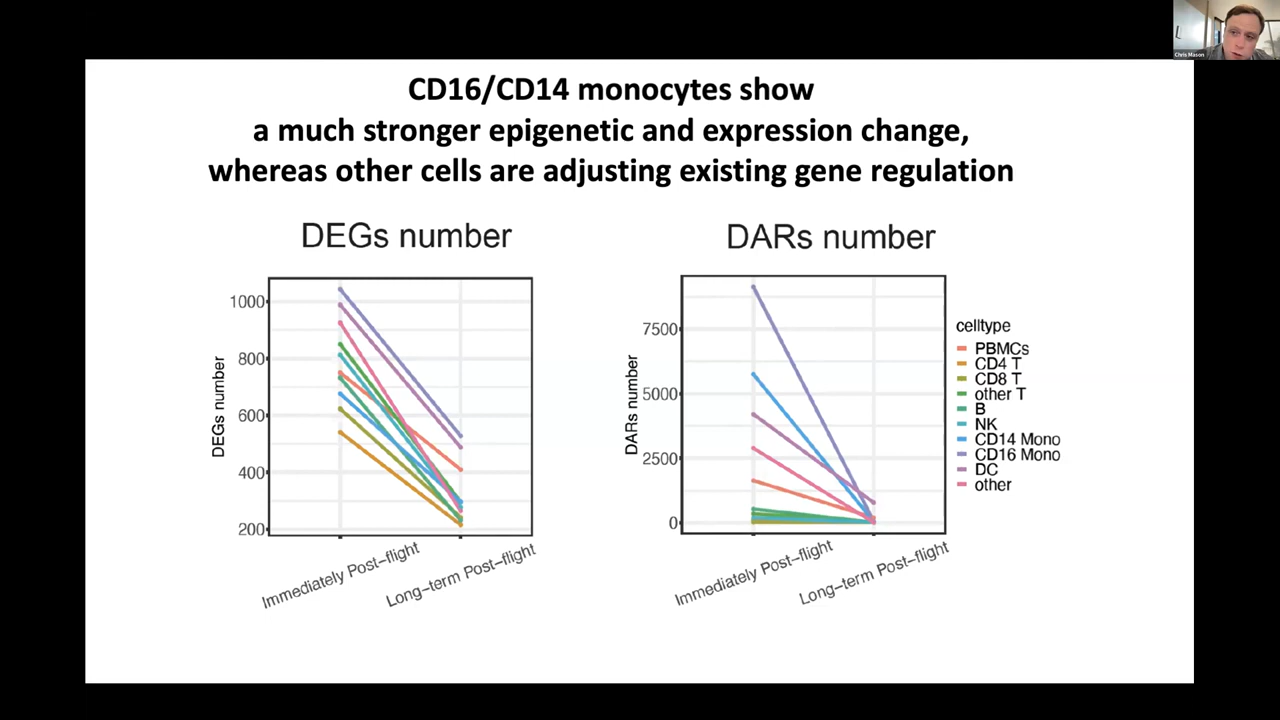 Chris Mason
CD16/CD14 monocytes show
a much stronger epigenetic and expression change,
whereas other cells are adjusting existing gene regulation
DEGs number
DEGs number
1000
800
600
400
200
Immediately Post–flight
Long–term Post–flight
DARs number
DARs number
7500
5000
2500
0
Immediately Post–flight
Long–term Post–flight
celltype
PBMCs
CD4 T
CD8 T
other T
B
NK
CD14 Mono
CD16 Mono
DC
other